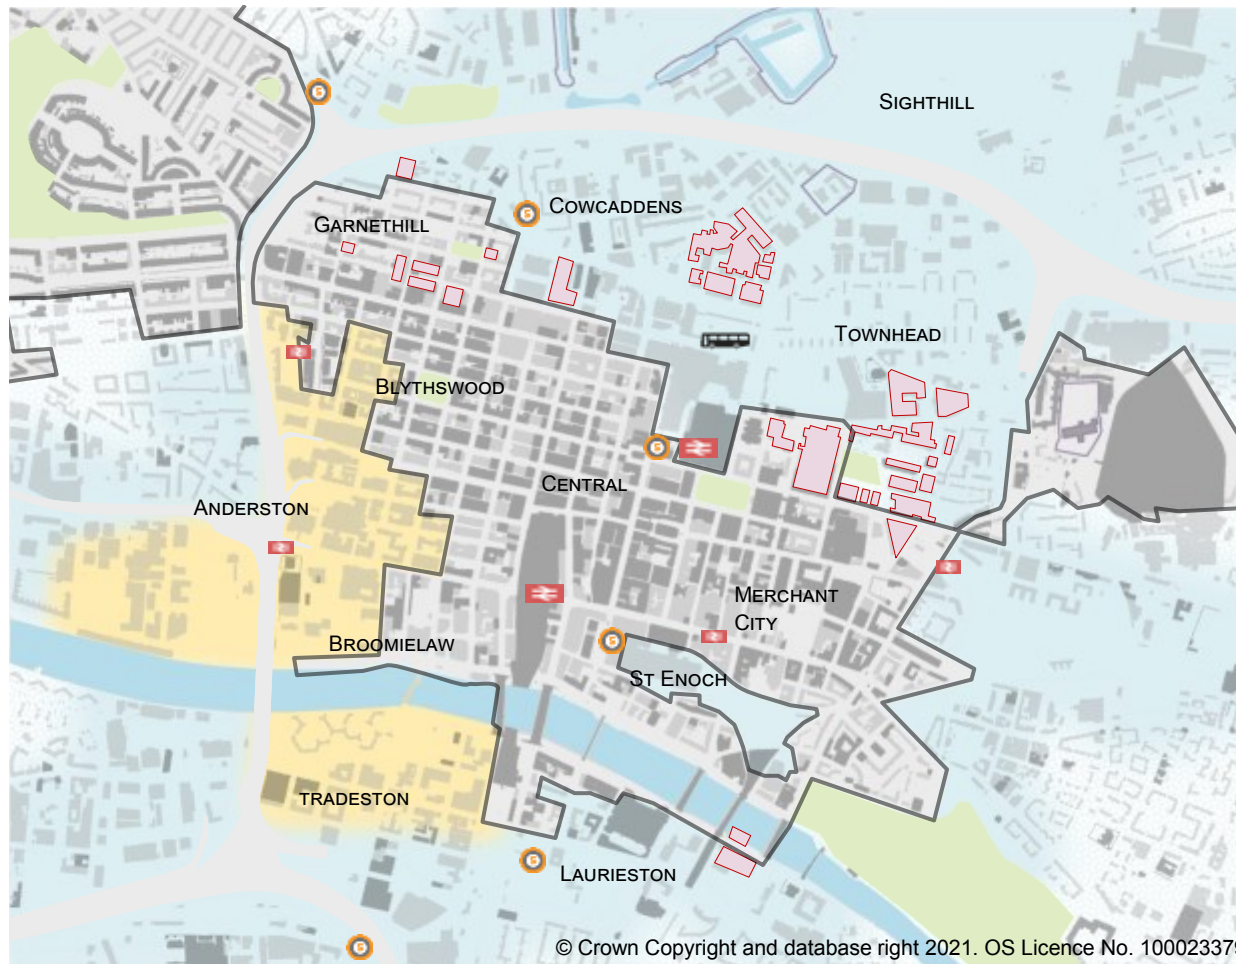 SIGHTHILL
COWCADDENS
GARNETHILL
TOWNHEAD
BLYTHSWOOD
CENTRAL
ANDERSTON
MERCHANT
CITY
BROOMIELAW
ST ENOCH
TRADESTON
LAURIESTON
© Crown Copyright and database right 2021. OS Licence No. 100023379